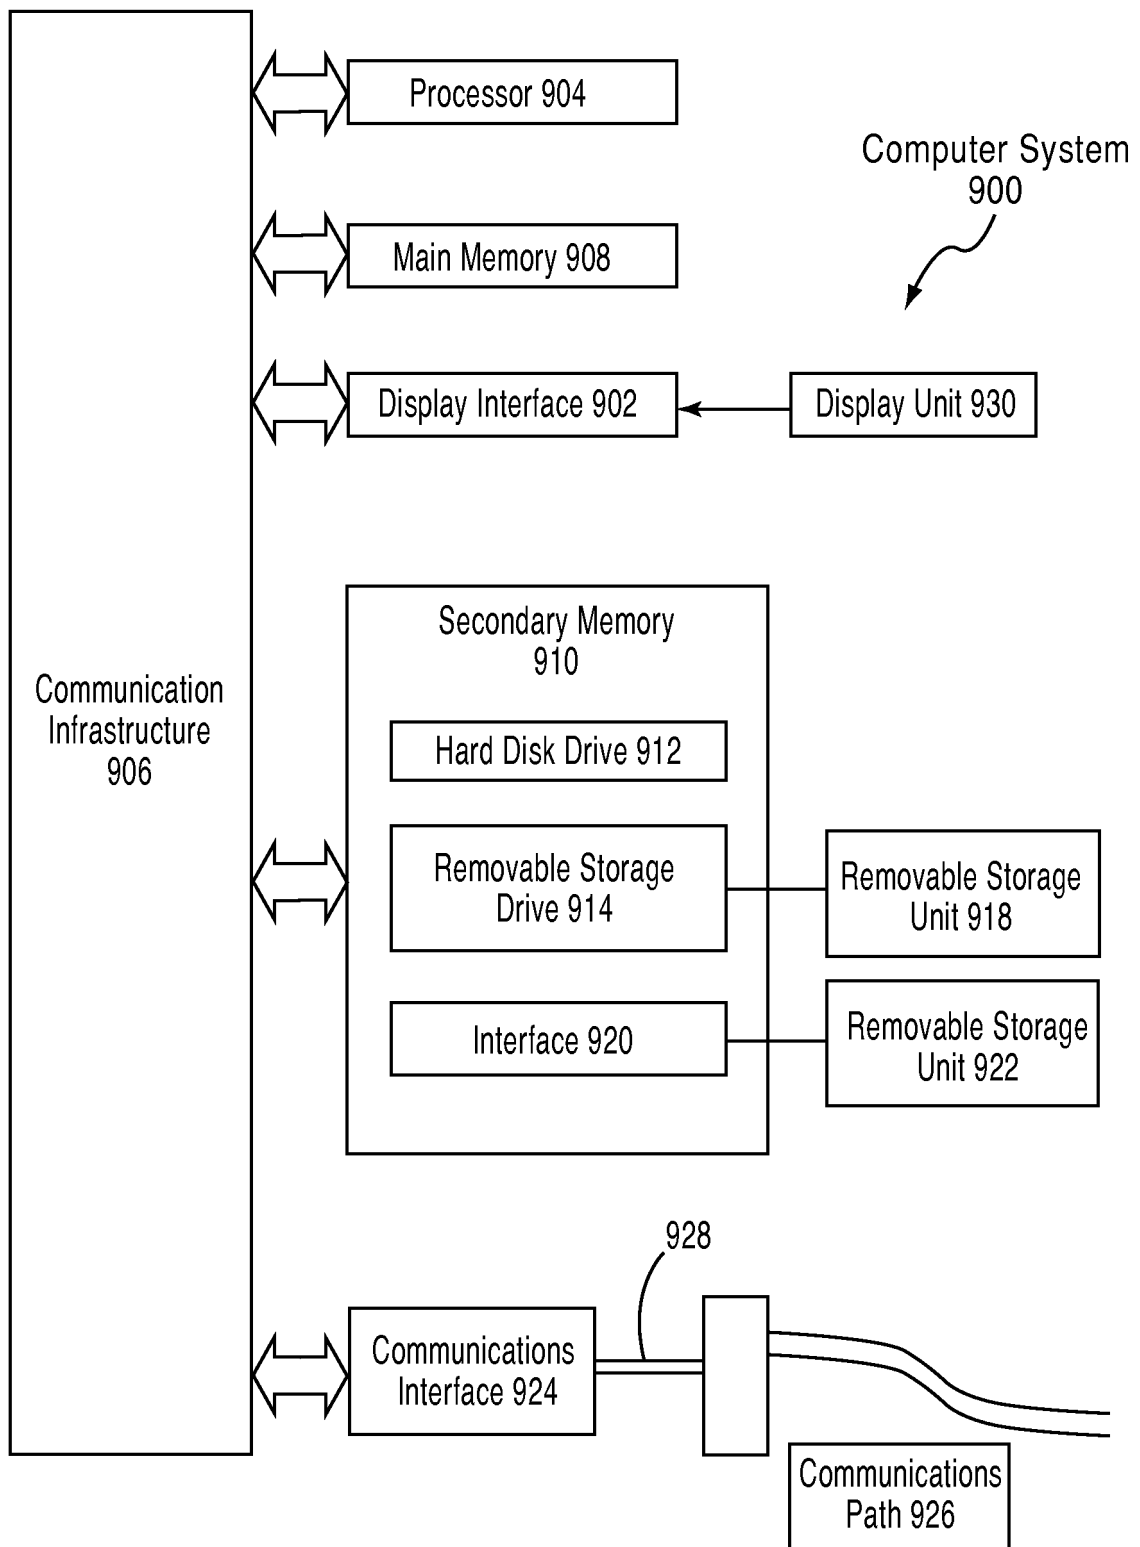 Processor 904
Computer System
900
Main Memory 908
Display Interface 902
Display Unit 930
Secondary Memory
910
Communication
Infrastructure
906
Hard Disk Drive 912
Removable Storage
Drive 914
Removable Storage
Unit 918
Interface 920
Removable Storage
Unit 922
928
Communications
Interface 924
Communications
Path 926